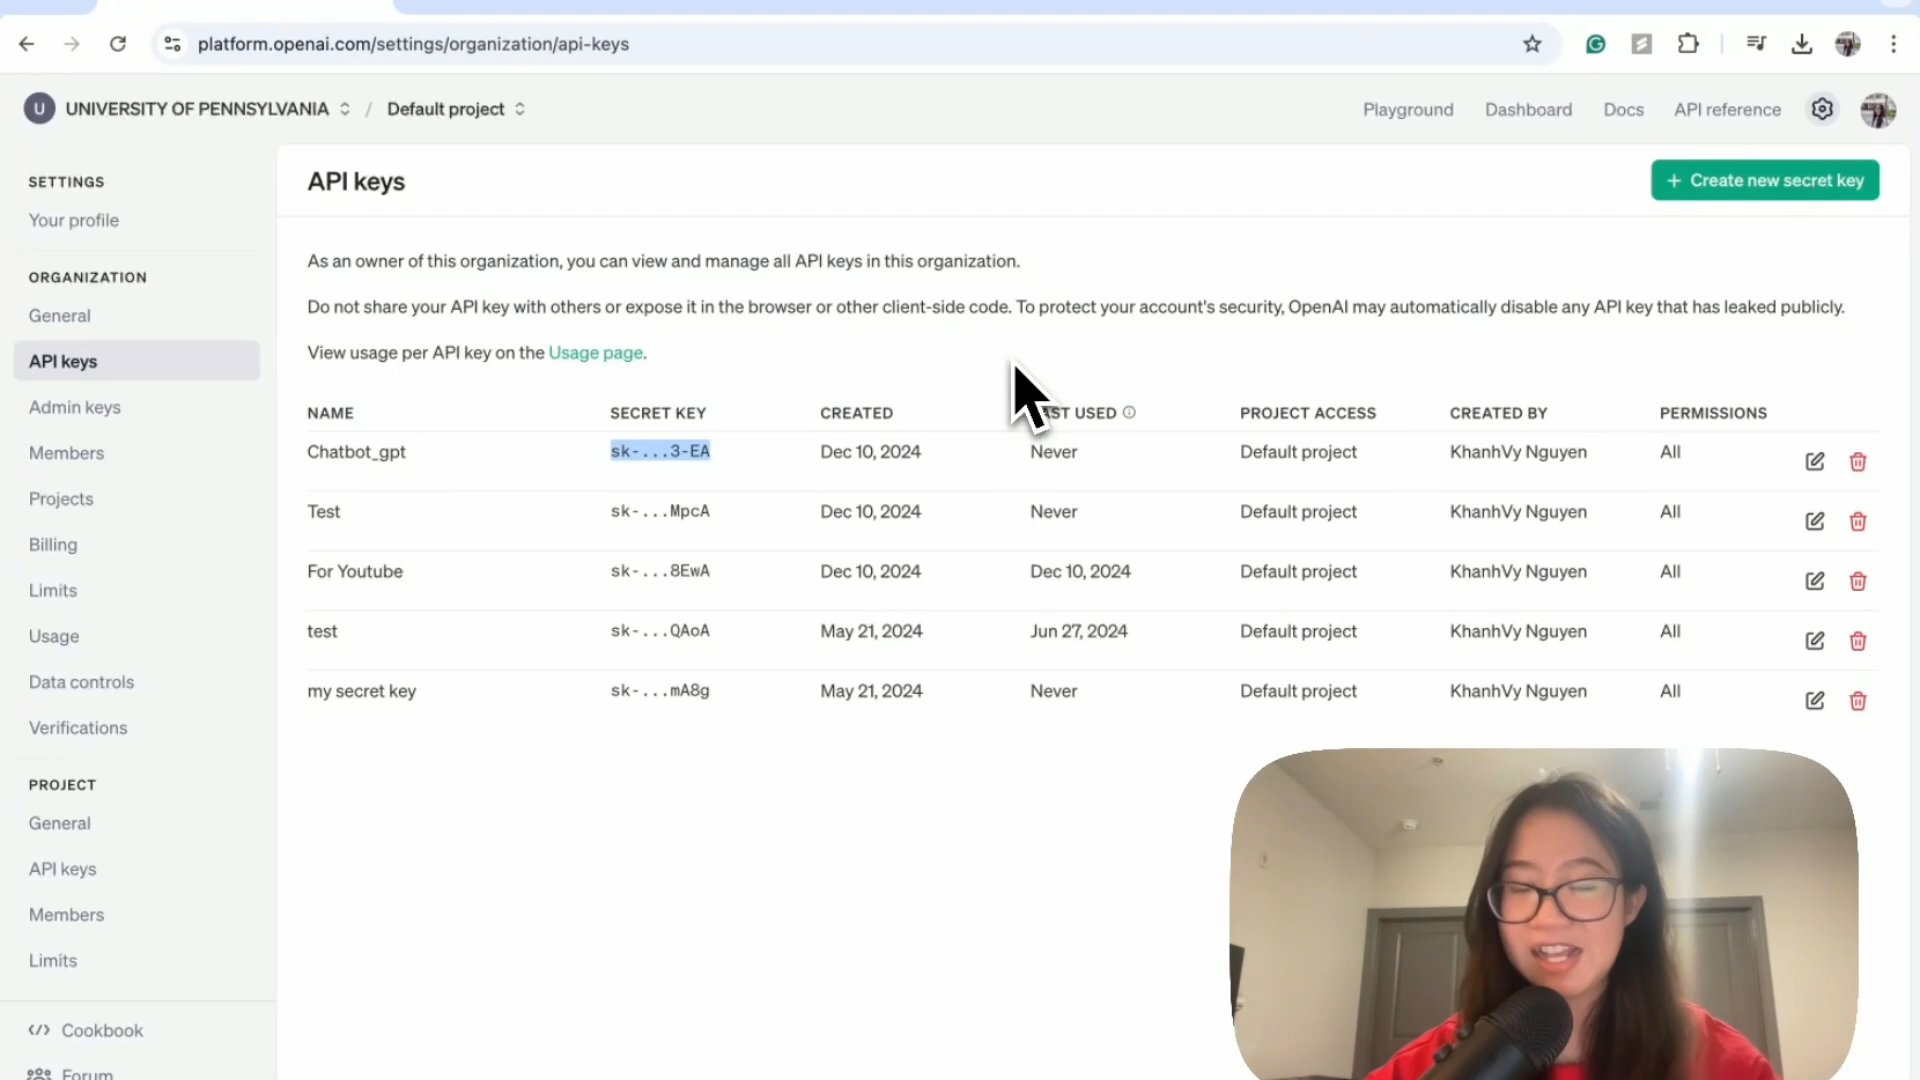 platform.openai.com/settings/organization/api-keys
U UNIVERSITY OF PENNSYLVANIA / Default project
Playground Dashboard Docs API reference
SETTINGS
Your profile
ORGANIZATION
General
API keys
Admin keys
Members
Projects
Billing
Limits
Usage
Data controls
Verifications
PROJECT
General
API keys
Members
Limits
Cookbook
Forum
API keys
+ Create new secret key
As an owner of this organization, you can view and manage all API keys in this organization.
Do not share your API key with others or expose it in the browser or other client-side code. To protect your account's security, OpenAI may automatically disable any API key that has leaked publicly.
View usage per API key on the Usage page.
NAME SECRET KEY CREATED AST USED PROJECT ACCESS CREATED BY PERMISSIONS
Chatbot_gpt sk-...3-EA Dec 10, 2024 Never Default project KhanhVy Nguyen All
Test sk-...MpcA Dec 10, 2024 Never Default project KhanhVy Nguyen All
For Youtube sk-...8EwA Dec 10, 2024 Dec 10, 2024 Default project KhanhVy Nguyen All
test sk-...QAoA May 21, 2024 Jun 27, 2024 Default project KhanhVy Nguyen All
my secret key sk-...mA8g May 21, 2024 Never Default project KhanhVy Nguyen All